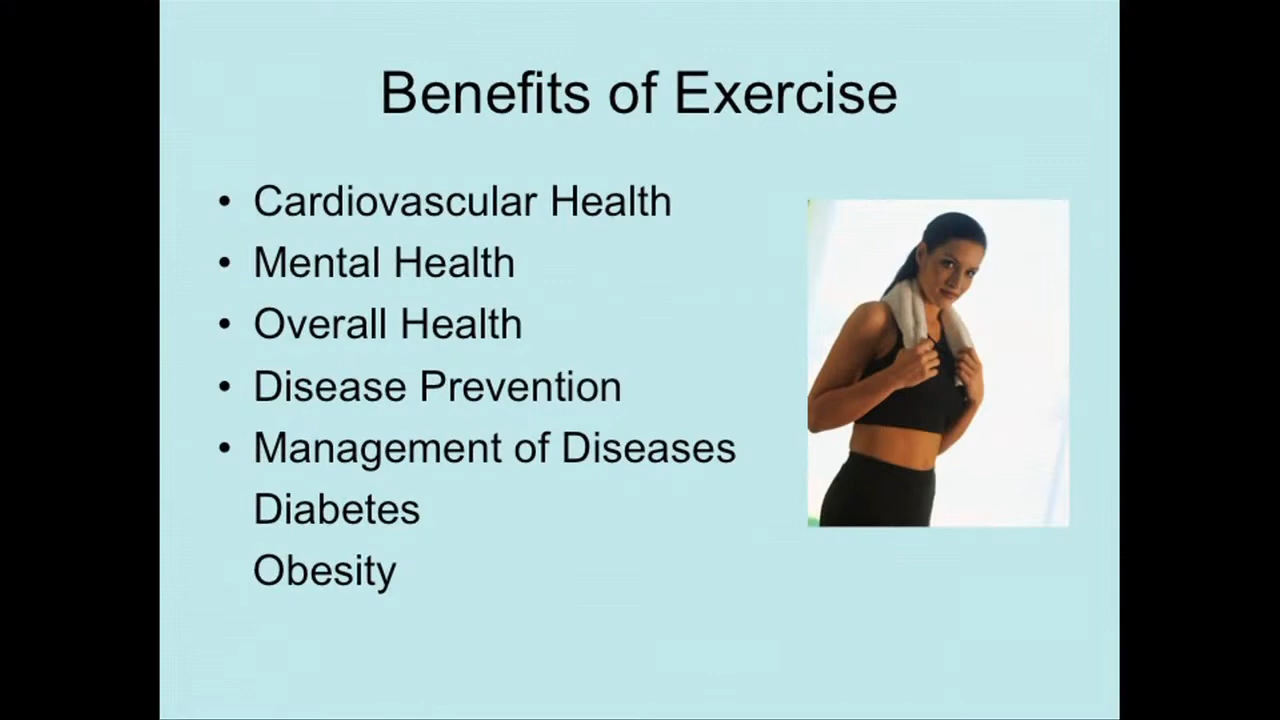 Benefits of Exercise
• Cardiovascular Health
• Mental Health
• Overall Health
• Disease Prevention
• Management of Diseases
Diabetes
Obesity